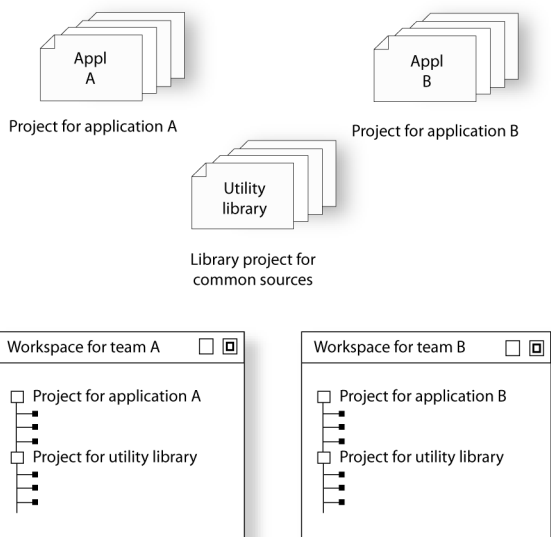 Appl
A
Project for application A
Appl
B
Project for application B
Utility
library
Library project for
common sources
Workspace for team A
Project for application A
Project for utility library
Workspace for team B
Project for application B
Project for utility library